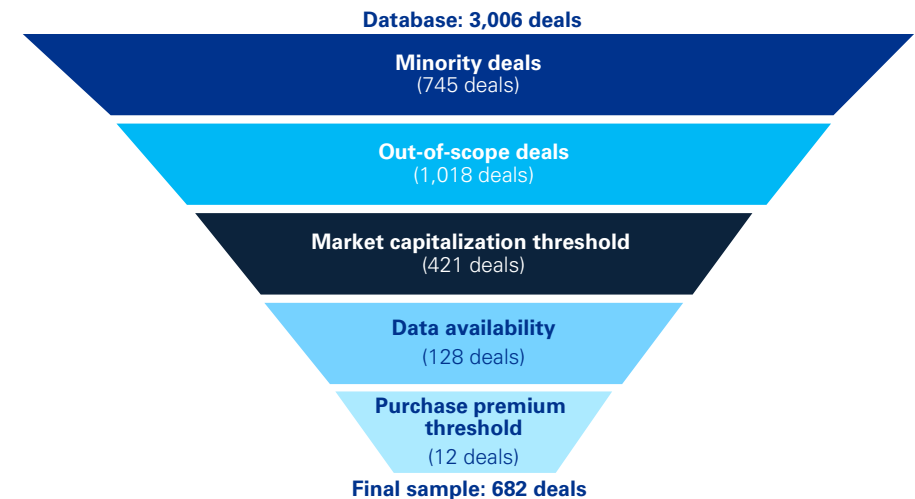 Database: 3,006 deals
Minority deals
(745 deals)
Out-of-scope deals
(1,018 deals)
Market capitalization threshold
(421 deals)
Data availability
(128 deals)
Purchase premium
threshold
(12 deals)
Final sample: 682 deals